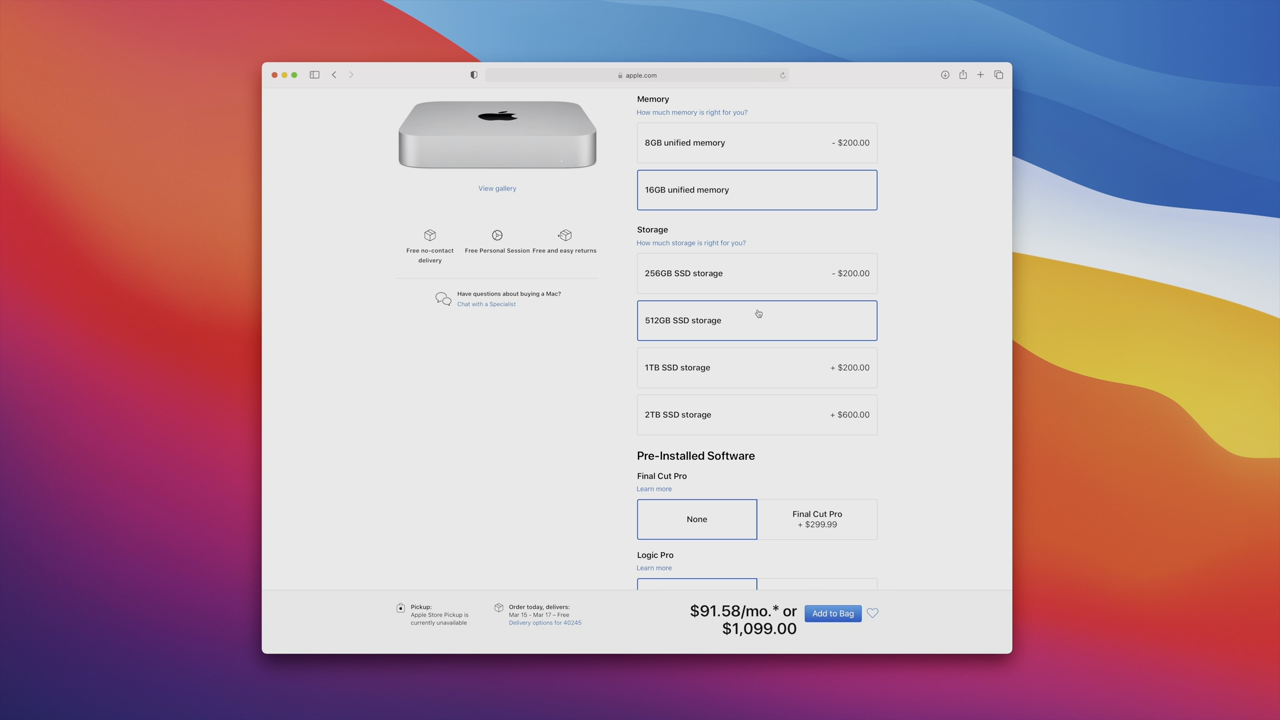 apple.com
View gallery
Free no-contact
delivery
Free Personal Session
Free and easy returns
Have questions about buying a Mac?
Chat with a Specialist
Memory
How much memory is right for you?
8GB unified memory - $200.00
16GB unified memory
Storage
How much storage is right for you?
256GB SSD storage - $200.00
512GB SSD storage
1TB SSD storage + $200.00
2TB SSD storage + $600.00
Pre-Installed Software
Final Cut Pro
Learn more
None
Final Cut Pro
+ $299.99
Logic Pro
Learn more
Pickup:
Apple Store Pickup is
currently unavailable
Order today, delivers:
Mar 15 - Mar 17 – Free
Delivery options for 40245
$91.58/mo.* or
$1,099.00
Add to Bag